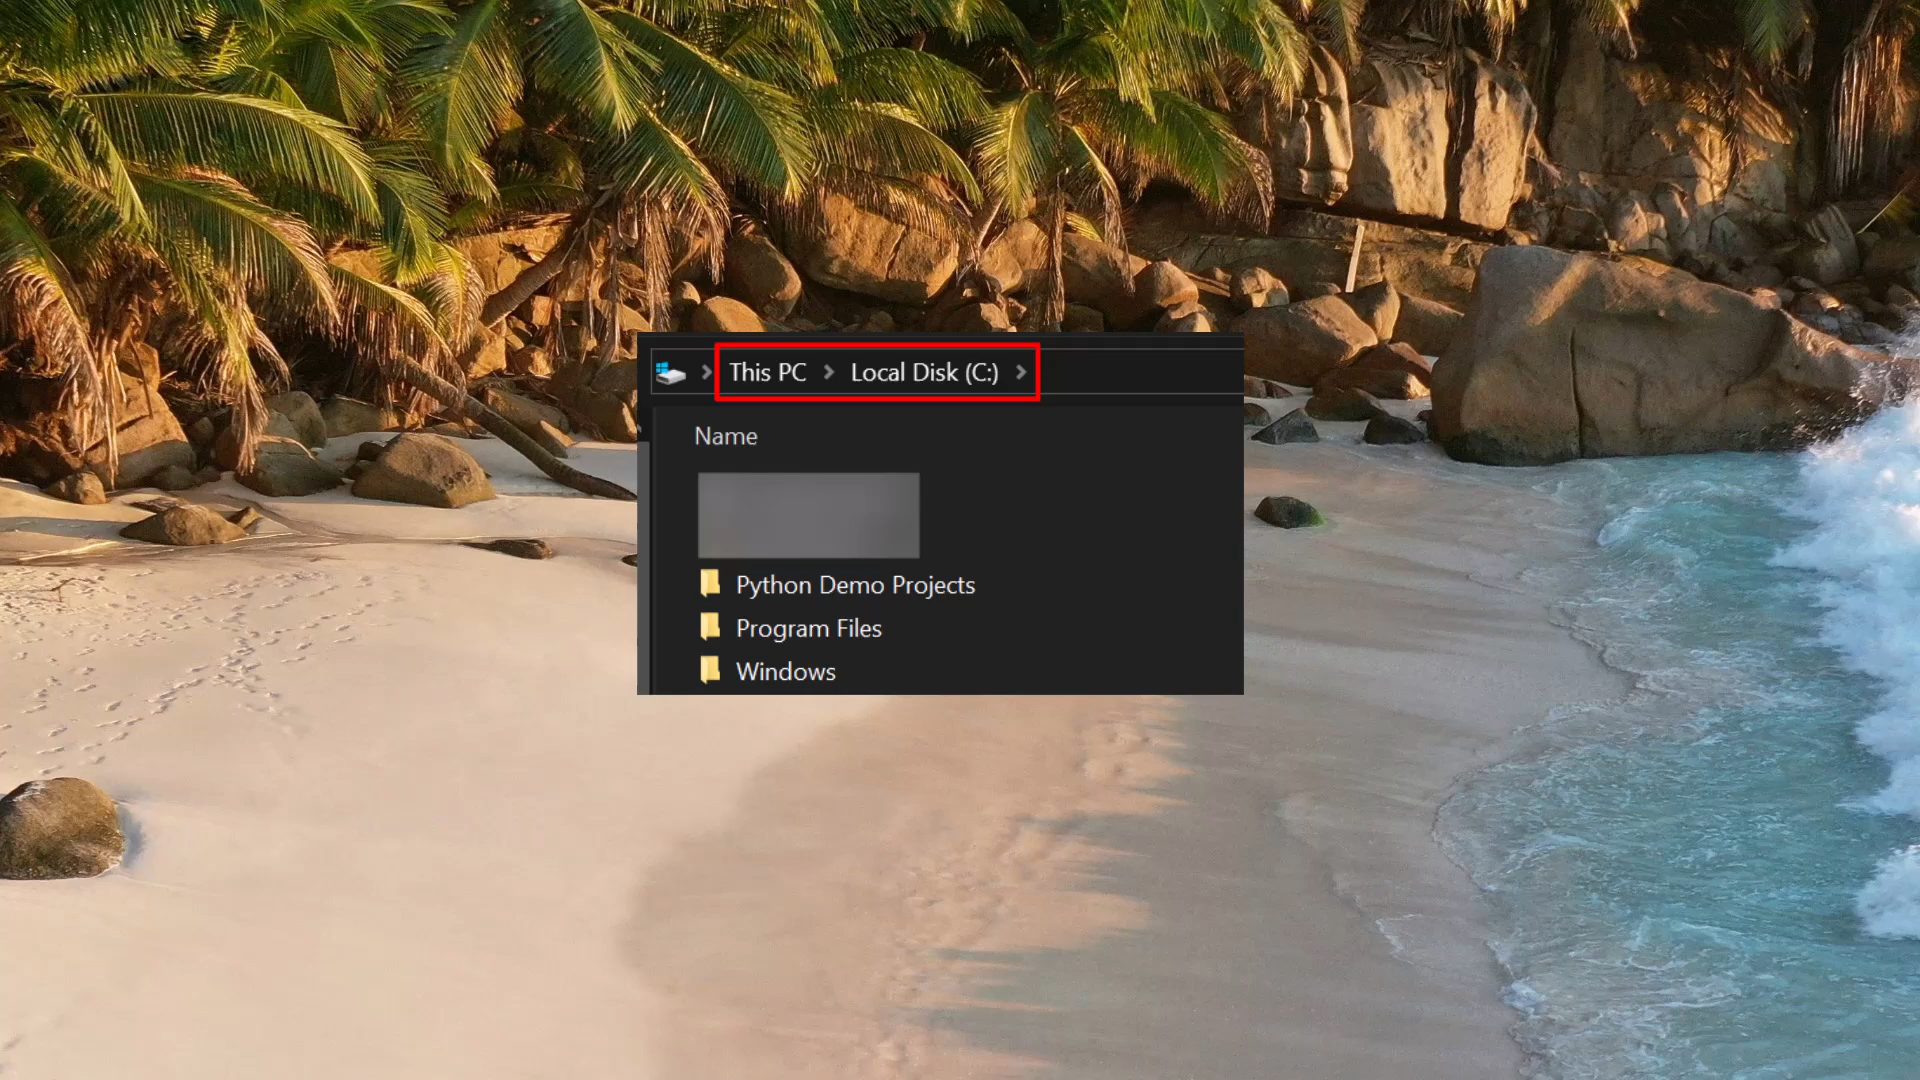 This PC > Local Disk (C:) >
Name
Python Demo Projects
Program Files
Windows